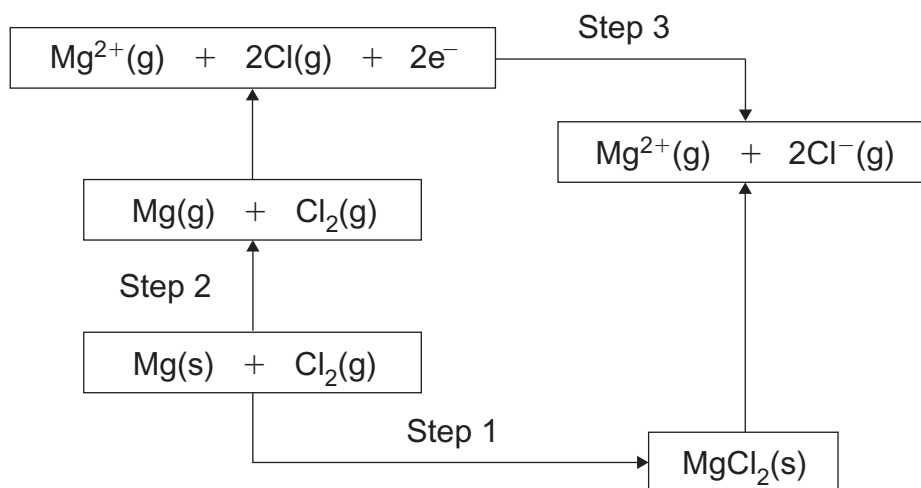 Step 3
Mg²⁺(g) + 2Cl(g) + 2e⁻
Mg²⁺(g) + 2Cl⁻(g)
Mg(g) + Cl₂(g)
Step 2
Mg(s) + Cl₂(g)
Step 1
MgCl₂(s)